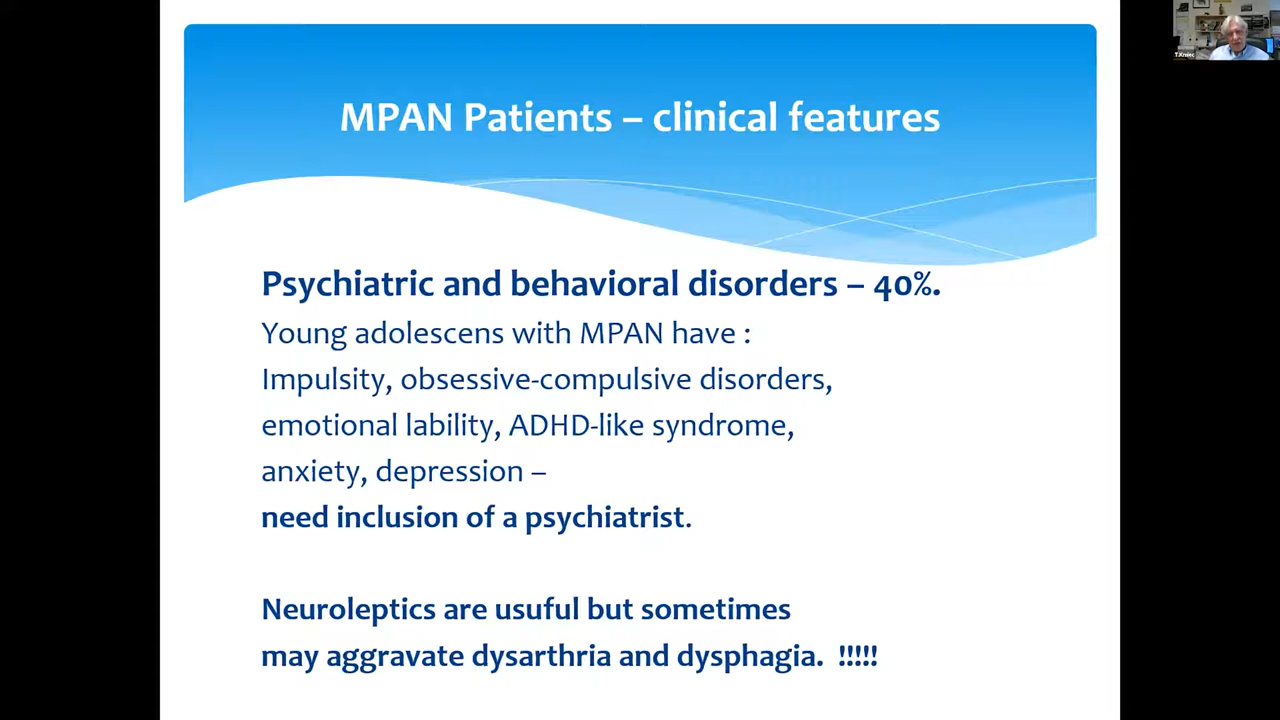 MPAN Patients – clinical features
Psychiatric and behavioral disorders – 40%.
Young adolescens with MPAN have :
Impulsity, obsessive-compulsive disorders,
emotional lability, ADHD-like syndrome,
anxiety, depression –
need inclusion of a psychiatrist.
Neuroleptics are usuful but sometimes
may aggravate dysarthria and dysphagia. !!!!!